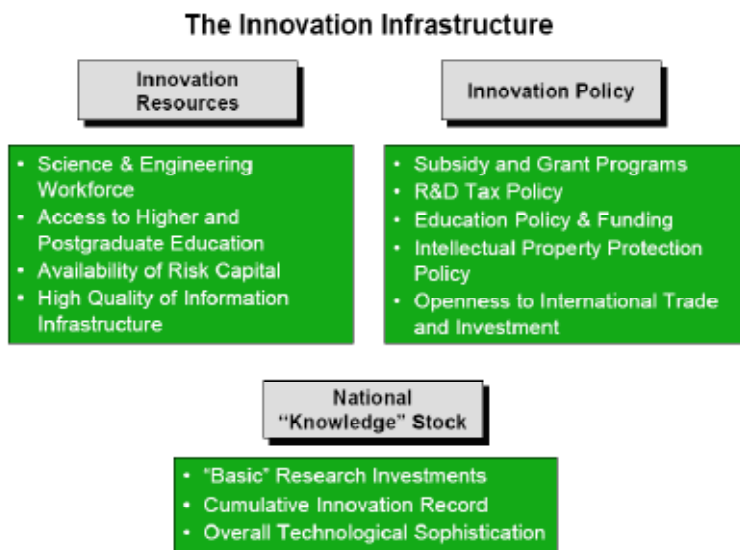 The Innovation Infrastructure
Innovation
Resources
• Science & Engineering
Workforce
• Access to Higher and
Postgraduate Education
• Availability of Risk Capital
• High Quality of Information
Infrastructure
Innovation Policy
• Subsidy and Grant Programs
• R&D Tax Policy
• Education Policy & Funding
• Intellectual Property Protection
Policy
• Openness to International Trade
and Investment
National
“Knowledge” Stock
• “Basic” Research Investments
• Cumulative Innovation Record
• Overall Technological Sophistication